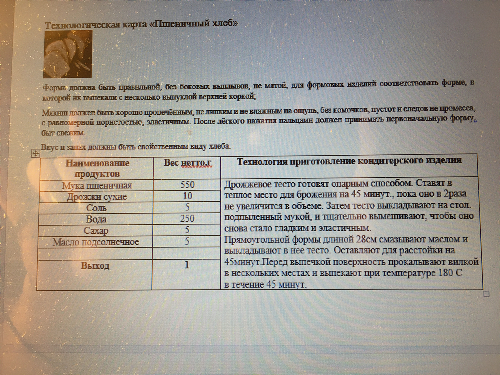 Технологическая карта «Пшеничный хлеб»
Форма должна быть правильной, без боковых выплывов, не мятой, для формовых изделий соответствовать форме, в
которой их выпекали с несколько выпуклой верхней коркой;
Мякиш должен быть хорошо пропечённым, не липким и не влажным на ощупь, без комочков, пустот и следов не промеса,
с равномерной пористостью, эластичным. После лёгкого нажатия пальцами должен принимать первоначальную форму,
быт свежим.
Вкус и запах должны быть свойственным виду хлеба.
Наименование продуктов Вес нетто,г Технология приготовление кондитерского изделия
Мука пшеничная 550
Дрожжи сухие 10
Соль 5
Вода 250
Сахар 5
Масло подсолнечное 5
Выход 1
Дрожжевое тесто готовят опарным способом. Ставят в
теплое место для брожения на 45 минут., пока оно в 2раза
не увеличится в объеме. Затем тесто выкладывают на стол,
подпыленный мукой, и тщательно вымешивают, чтобы оно
снова стало гладким и эластичным.
Прямоугольной формы длиной 28см смазывают маслом и
выкладывают в нее тесто. Оставляют для расстойки на
45минут.Перед выпечкой поверхность прокалывают вилкой
в нескольких местах и выпекают при температуре 180 С
в течение 45 минут.